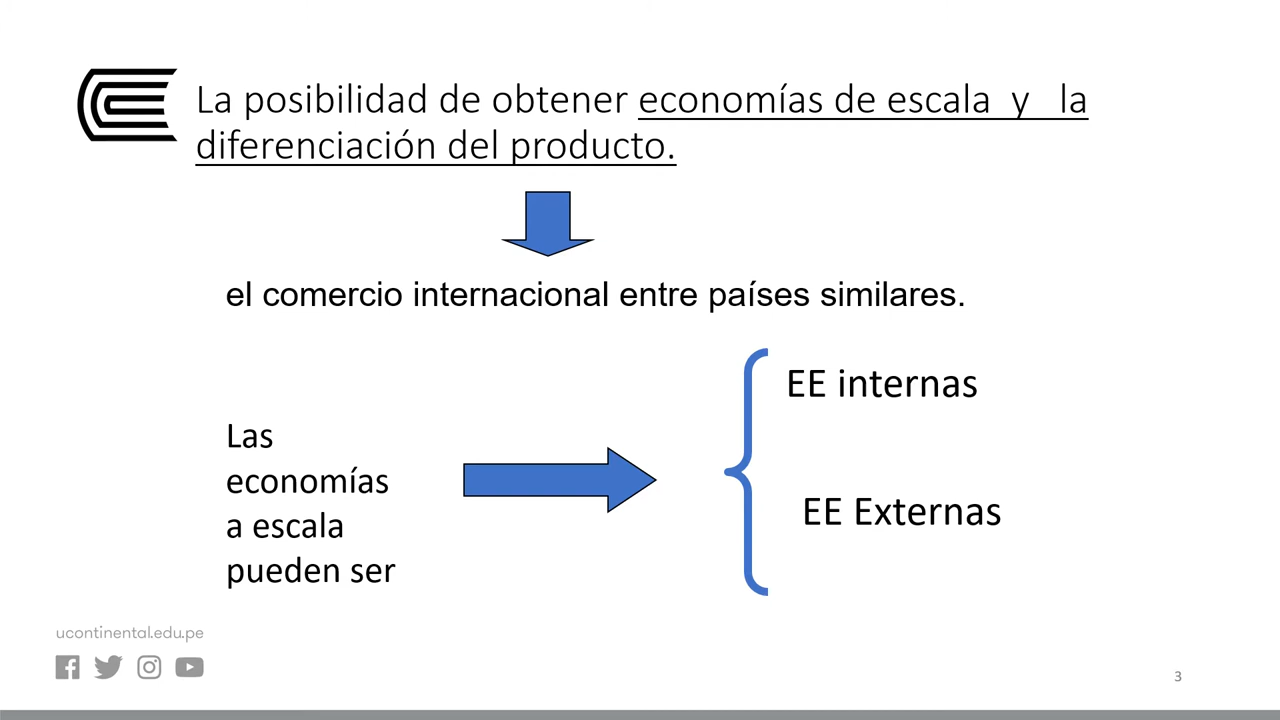 La posibilidad de obtener economías de escala y la
diferenciación del producto.
el comercio internacional entre países similares.
EE internas
Las
economías
a escala
pueden ser
EE Externas
ucontinental.edu.pe
3